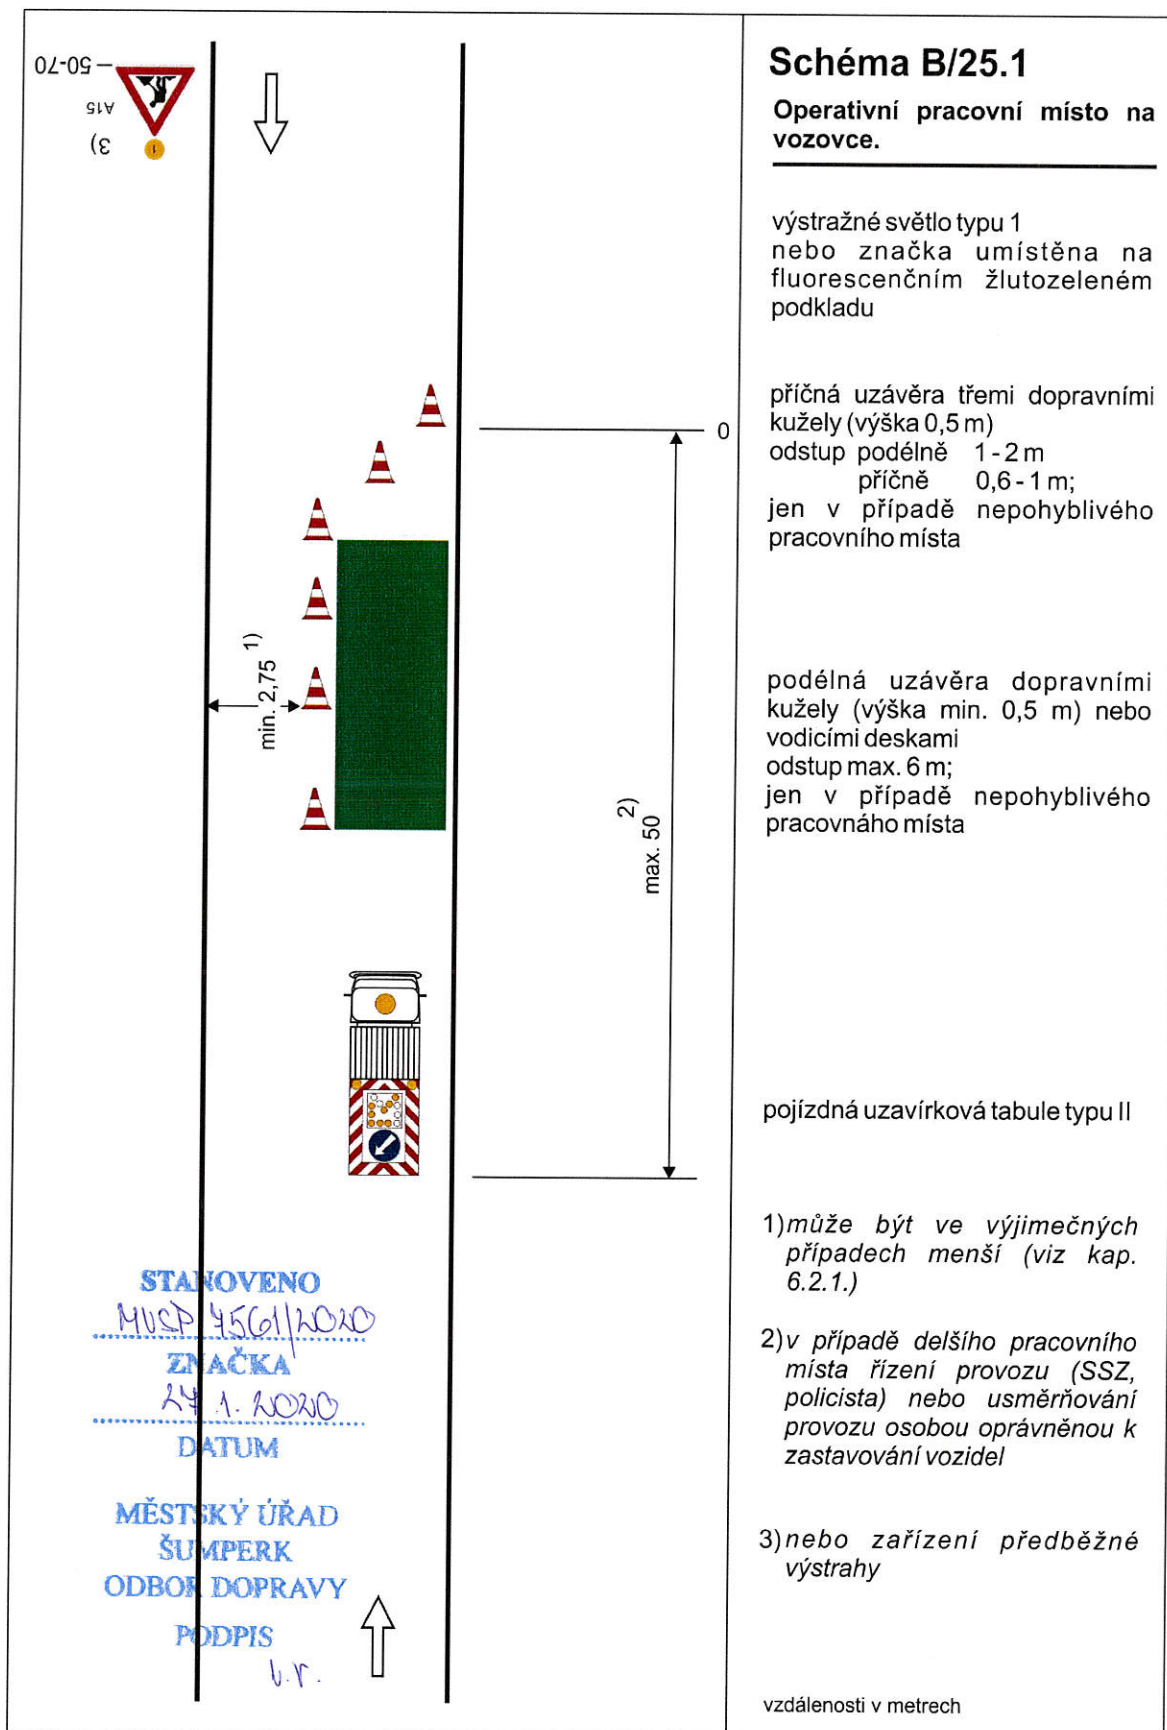 50-70
A15
3)
1
Schéma B/25.1
Operativní pracovní místo na
vozovce.
výstražné světlo typu 1
nebo značka umístěna na
fluorescenčním žlutozeleném
podkladu
0
příčná uzávěra třemi dopravními
kužely (výška 0,5 m)
odstup podélně 1-2 m
příčně 0,6-1 m;
jen v případě nepohyblivého
pracovního místa
min. 2,75 1)
podélná uzávěra dopravními
kužely (výška min. 0,5 m) nebo
vodicími deskami
odstup max. 6 m;
jen v případě nepohyblivého
pracovnáho místa
max. 50 2)
pojízdná uzavírková tabule typu II
1) může být ve výjimečných
případech menší (viz kap.
6.2.1.)
2) v případě delšího pracovního
místa řízení provozu (SSZ,
policista) nebo usměrňování
provozu osobou oprávněnou k
zastavování vozidel
3) nebo zařízení předběžné
výstrahy
vzdálenosti v metrech
STANOVENO
/2020
ZNAČKA
27.1.2020
DATUM
MĚSTSKÝ ÚŘAD
ŠUMPERK
ODBOR DOPRAVY
PODPIS
v.r.